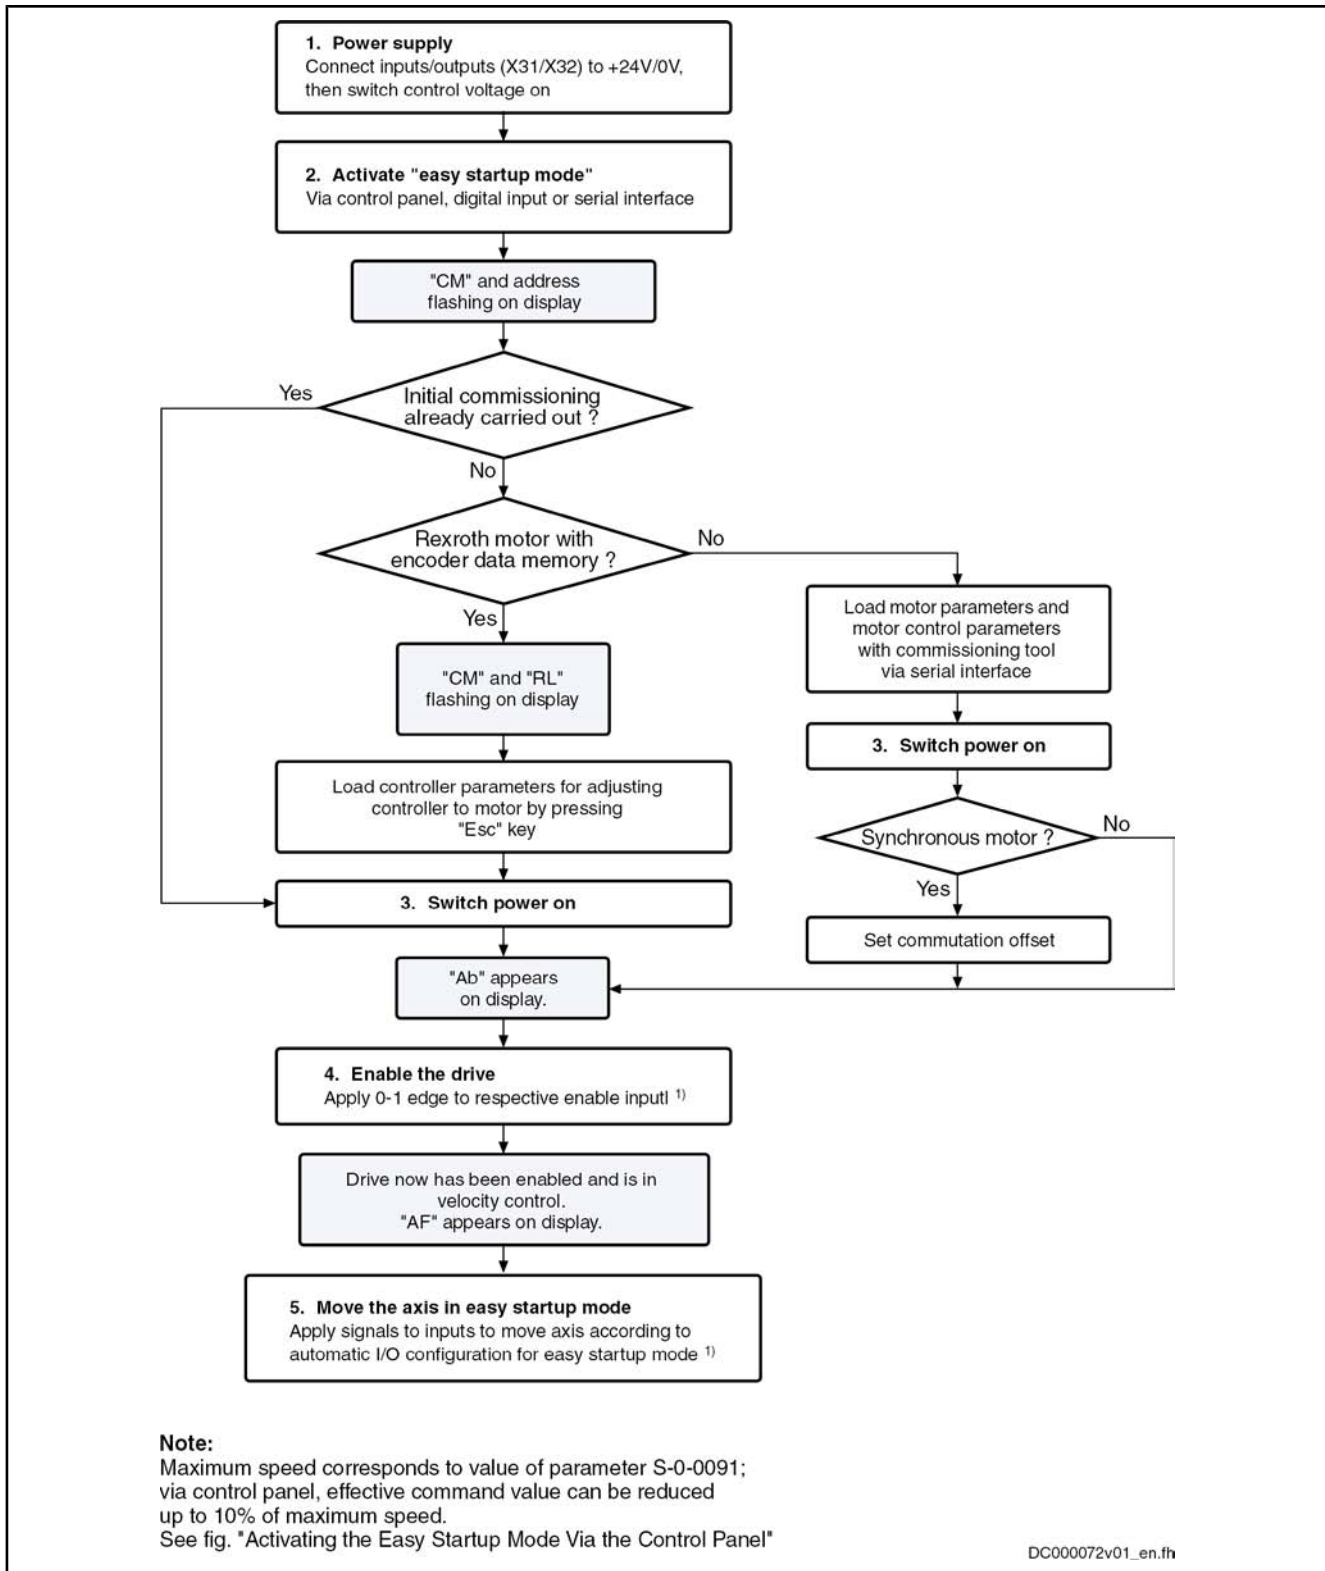 1. Power supply
Connect inputs/outputs (X31/X32) to +24V/0V,
then switch control voltage on
2. Activate "easy startup mode"
Via control panel, digital input or serial interface
"CM" and address
flashing on display
Initial commissioning
already carried out ?
Yes
No
Rexroth motor with
encoder data memory ?
No
Yes
Load motor parameters and
motor control parameters
with commissioning tool
via serial interface
"CM" and "RL"
flashing on display
3. Switch power on
Load controller parameters for adjusting
controller to motor by pressing
"Esc" key
Synchronous motor ?
No
Yes
3. Switch power on
Set commutation offset
"Ab" appears
on display.
4. Enable the drive
Apply 0-1 edge to respective enable inputl 1)
Drive now has been enabled and is in
velocity control.
"AF" appears on display.
5. Move the axis in easy startup mode
Apply signals to inputs to move axis according to
automatic I/O configuration for easy startup mode 1)
Note:
Maximum speed corresponds to value of parameter S-0-0091;
via control panel, effective command value can be reduced
up to 10% of maximum speed.
See fig. "Activating the Easy Startup Mode Via the Control Panel"
DC000072v01_en.fh